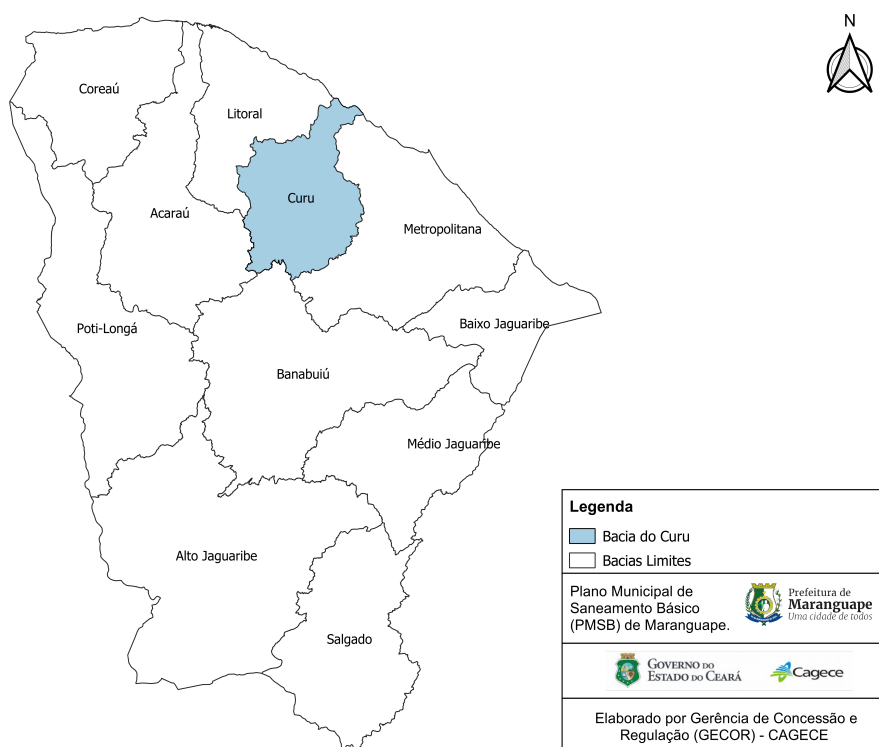 N
Coreaú
Litoral
Curu
Acaraú
Metropolitana
Poti-Longá
Baixo Jaguaribe
Banabuiú
Médio Jaguaribe
Alto Jaguaribe
Salgado
Legenda
Bacia do Curu
Bacias Limites
Plano Municipal de
Saneamento Básico
(PMSB) de Maranguape.
Prefeitura de
Maranguape
Uma cidade de todos
GOVERNO DO
ESTADO DO CEARÁ
Cagece
Elaborado por Gerência de Concessão e
Regulação (GECOR) - CAGECE